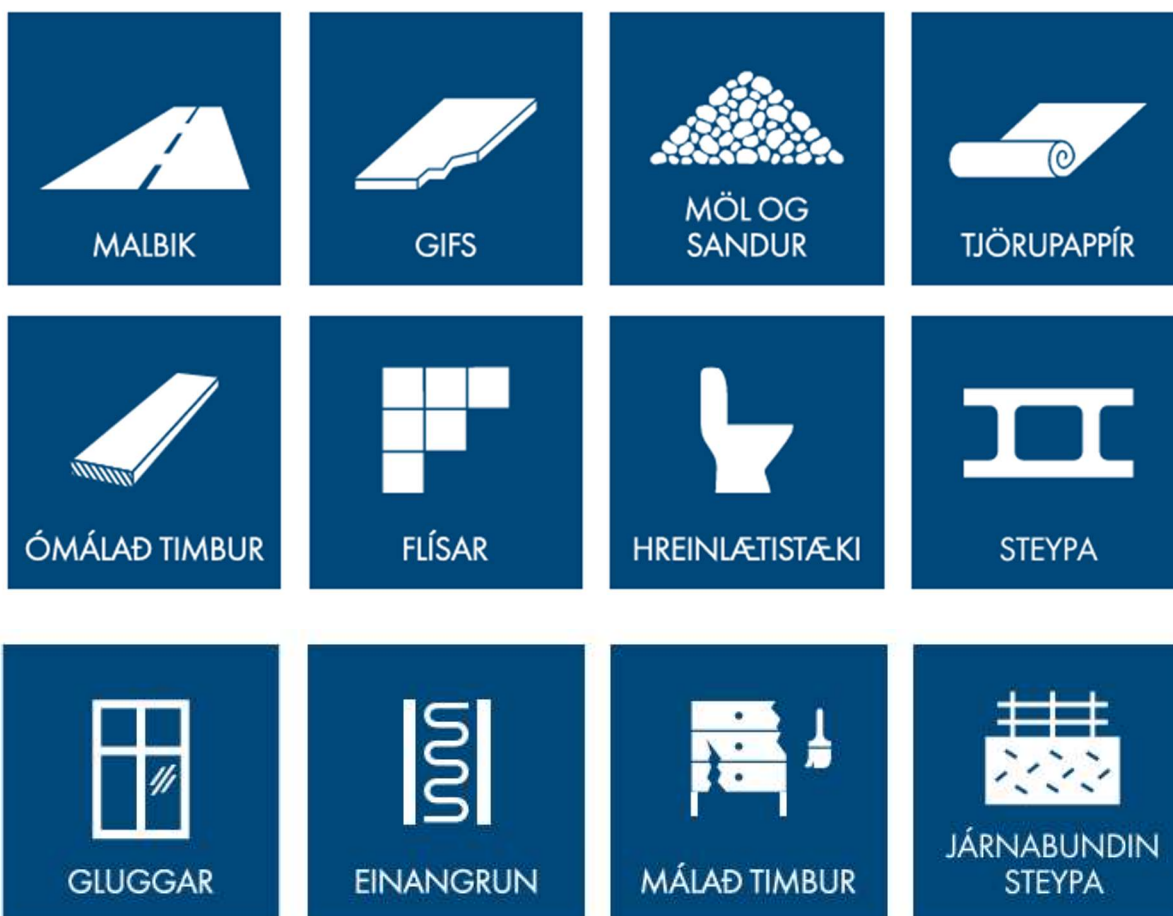 MALBIK
GIFS
MÖL OG
SANDUR
TJÖRUPAPPÍR
ÓMÁLAÐ TIMBUR
FLÍSAR
HREINLÆTISTÆKI
STEYPA
GLUGGAR
EINANGRUN
MÁLAÐ TIMBUR
JÁRNABUNDIN
STEYPA